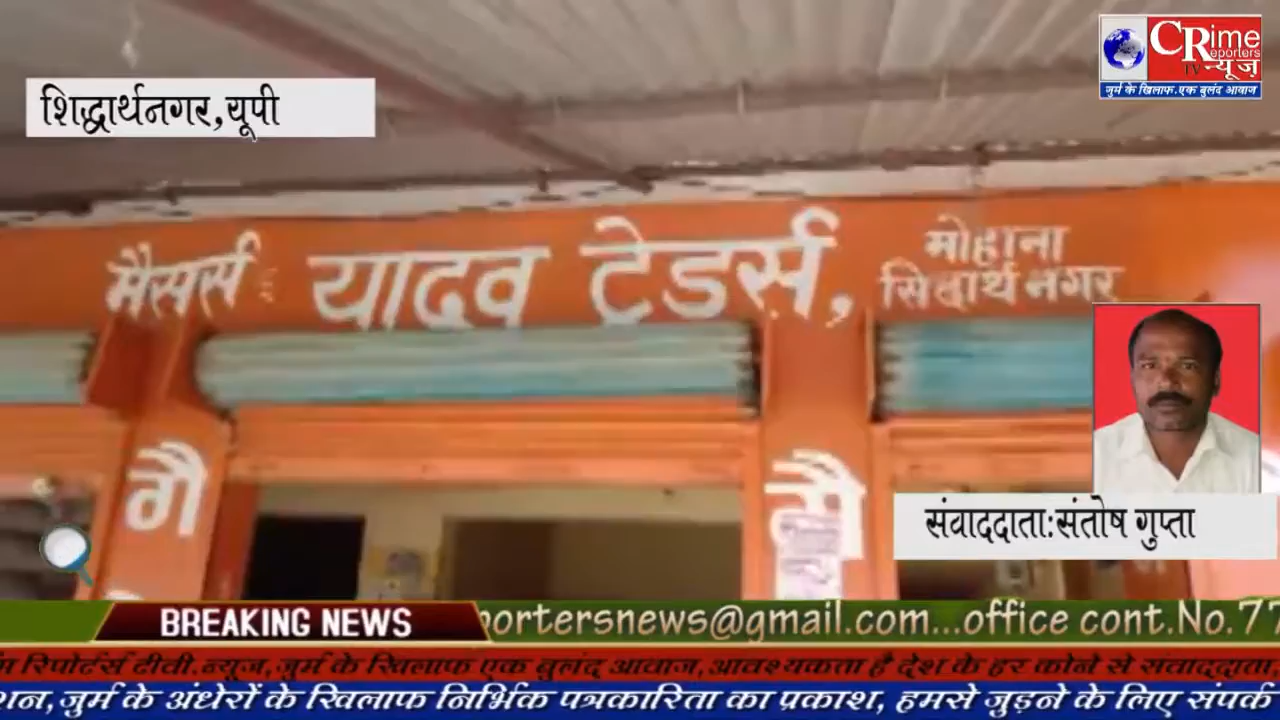 CRime
Reporters
TV न्यूज़
जुर्म के खिलाफ.एक बुलंद आवाज
शिद्धार्थनगर,यूपी
मैसर्स : यादव टेडर्स,
मोहाना
सिदार्थ नगर
गै
मौ
संवाददाता:संतोष गुप्ता
BREAKING NEWS
portersnews@gmail.com...office cont.No.77
रिपोर्टर्स टीवी.न्यूज,जुर्म के खिलाफ एक बुलंद आवाज,आवश्यकता है देश के हर कोने से संवाददाता,
शन,जुर्म के अंधेरों के खिलाफ निर्भिक पत्रकारिता का प्रकाश, हमसे जुड़ने के लिए संपर्क